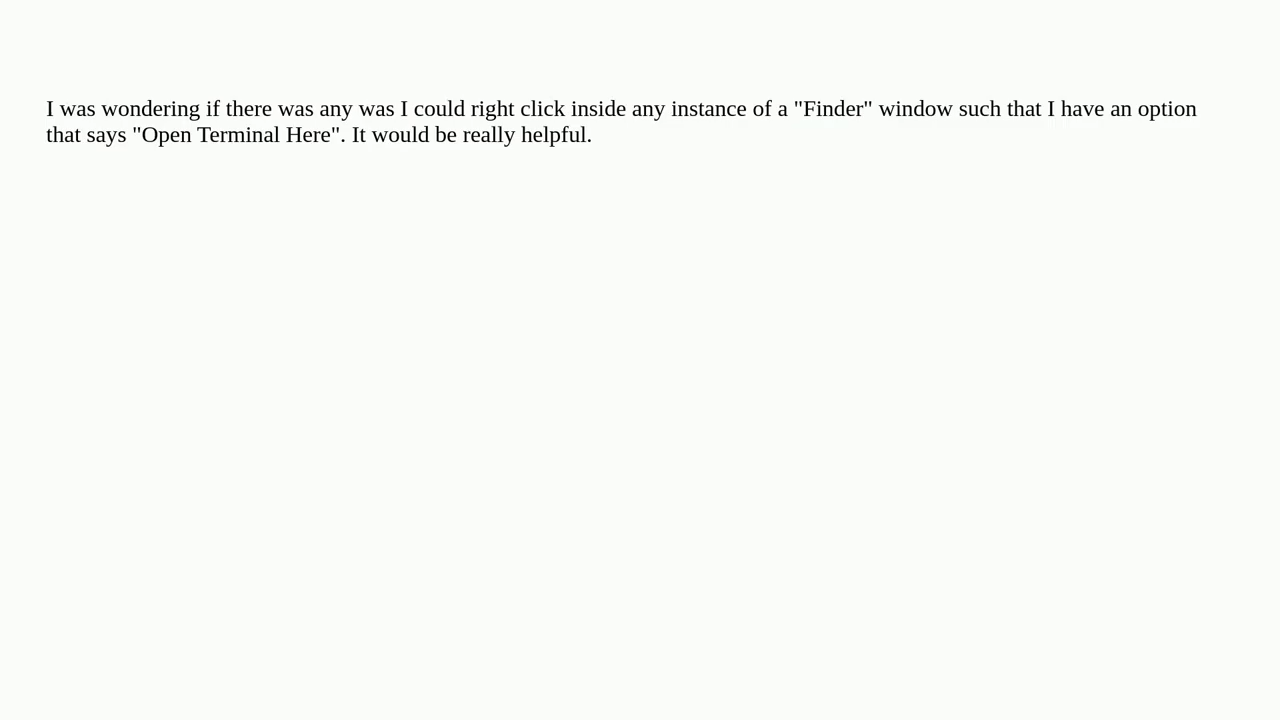 I was wondering if there was any was I could right click inside any instance of a "Finder" window such that I have an option
that says "Open Terminal Here". It would be really helpful.